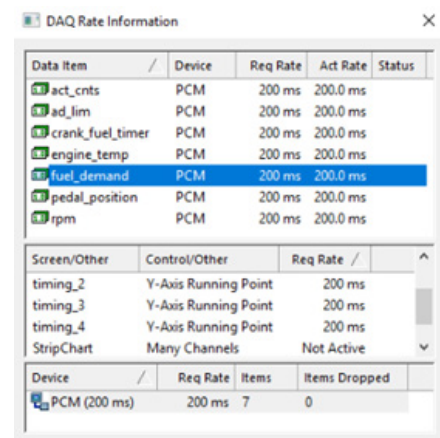 DAQ Rate Information
Data Item / Device Req Rate Act Rate Status
act_cnts PCM 200 ms 200.0 ms
ad_lim PCM 200 ms 200.0 ms
crank_fuel_timer PCM 200 ms 200.0 ms
engine_temp PCM 200 ms 200.0 ms
fuel_demand PCM 200 ms 200.0 ms
pedal_position PCM 200 ms 200.0 ms
rpm PCM 200 ms 200.0 ms
Screen/Other Control/Other Req Rate /
timing_2 Y-Axis Running Point 200 ms
timing_3 Y-Axis Running Point 200 ms
timing_4 Y-Axis Running Point 200 ms
StripChart Many Channels Not Active
Device / Req Rate Items Items Dropped
PCM (200 ms) 200 ms 7 0